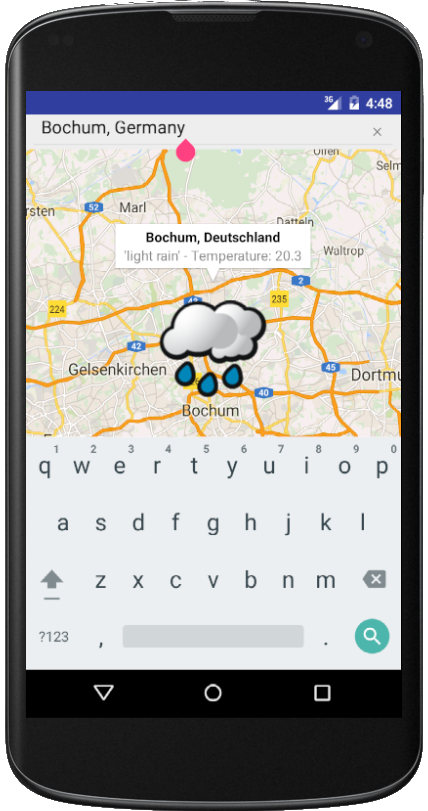 3G 4:48
Bochum, Germany ×
Olfen
Selm
rsten
52
Marl
Datteln
Bochum, Deutschland
'light rain' - Temperature: 20.3
Waltrop
2
224
43
235
42
Gelsenkirchen
45
Dortmu
40
Bochum
1 2 3 4 5 6 7 8 9 0
q w e r t y u i o p
a s d f g h j k l
z x c v b n m
?123 , .